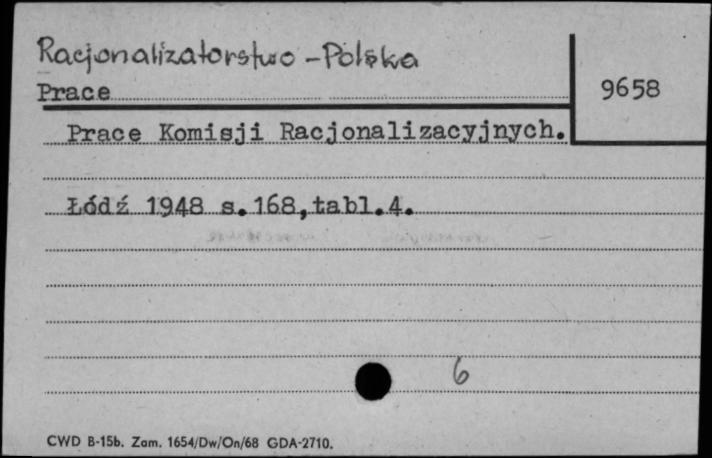 Racjonalizatorstwo - Polska
Prace
9658
Prace Komisji Racjonalizacyjnych.
Łódź 1948 s.168,tabl.4.
6
CWD B-15b. Zam. 1654/Dw/On/68 GDA-2710.